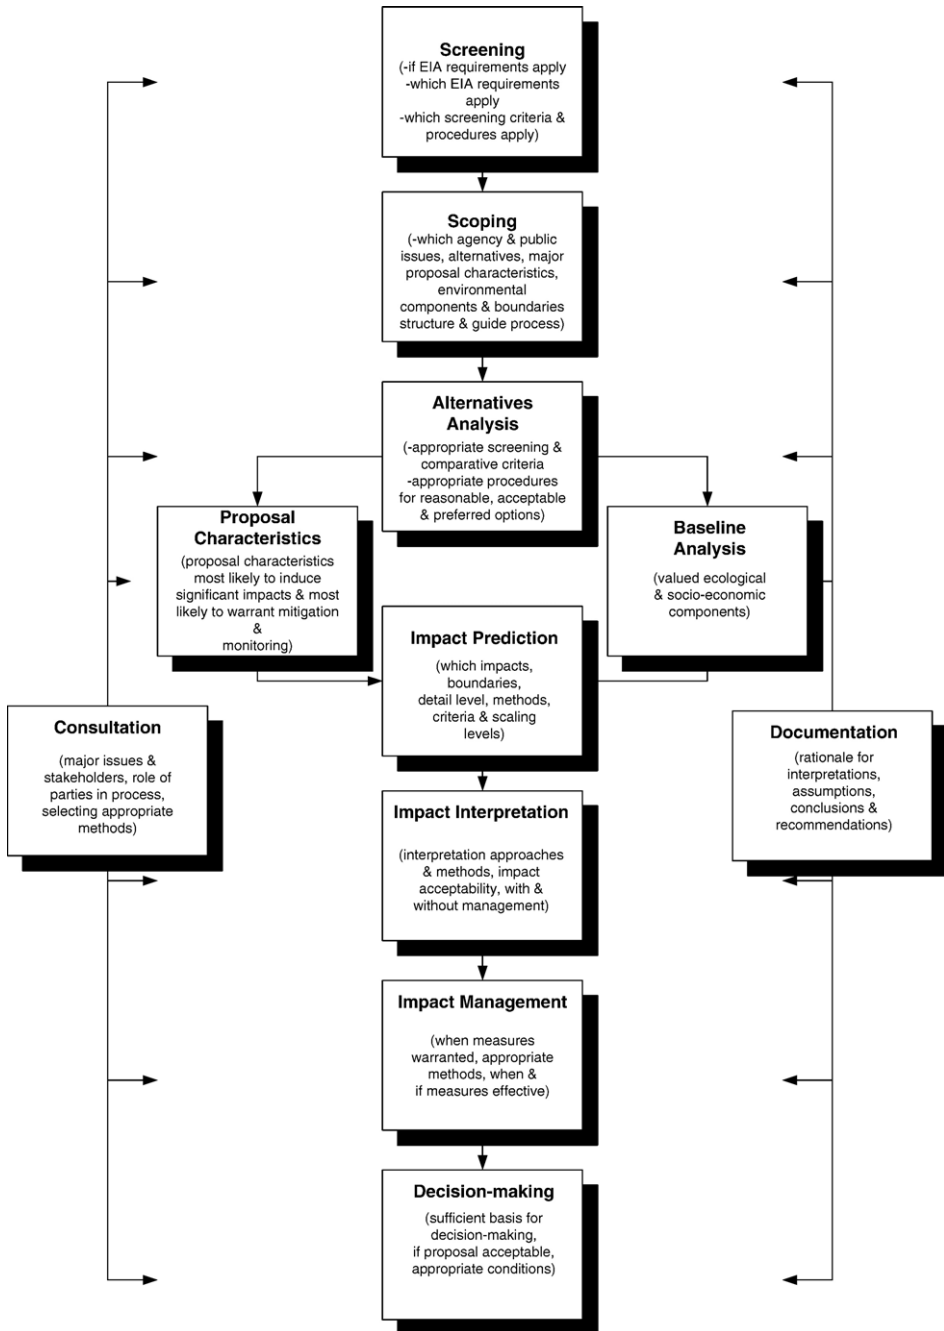 Screening
(-if EIA requirements apply
-which EIA requirements
apply
-which screening criteria &
procedures apply)
Scoping
(-which agency & public
issues, alternatives, major
proposal characteristics,
environmental
components & boundaries
structure & guide process)
Alternatives
Analysis
(-appropriate screening &
comparative criteria
-appropriate procedures
for reasonable, acceptable
& preferred options)
Proposal
Characteristics
(proposal characteristics
most likely to induce
significant impacts & most
likely to warrant mitigation
&
monitoring)
Baseline
Analysis
(valued ecological
& socio-economic
components)
Impact Prediction
(which impacts,
boundaries,
detail level, methods,
criteria & scaling
levels)
Consultation
(major issues &
stakeholders, role of
parties in process,
selecting appropriate
methods)
Documentation
(rationale for
interpretations,
assumptions,
conclusions &
recommendations)
Impact Interpretation
(interpretation approaches
& methods, impact
acceptability, with &
without management)
Impact Management
(when measures
warranted, appropriate
methods, when &
if measures effective)
Decision-making
(sufficient basis for
decision-making,
if proposal acceptable,
appropriate conditions)